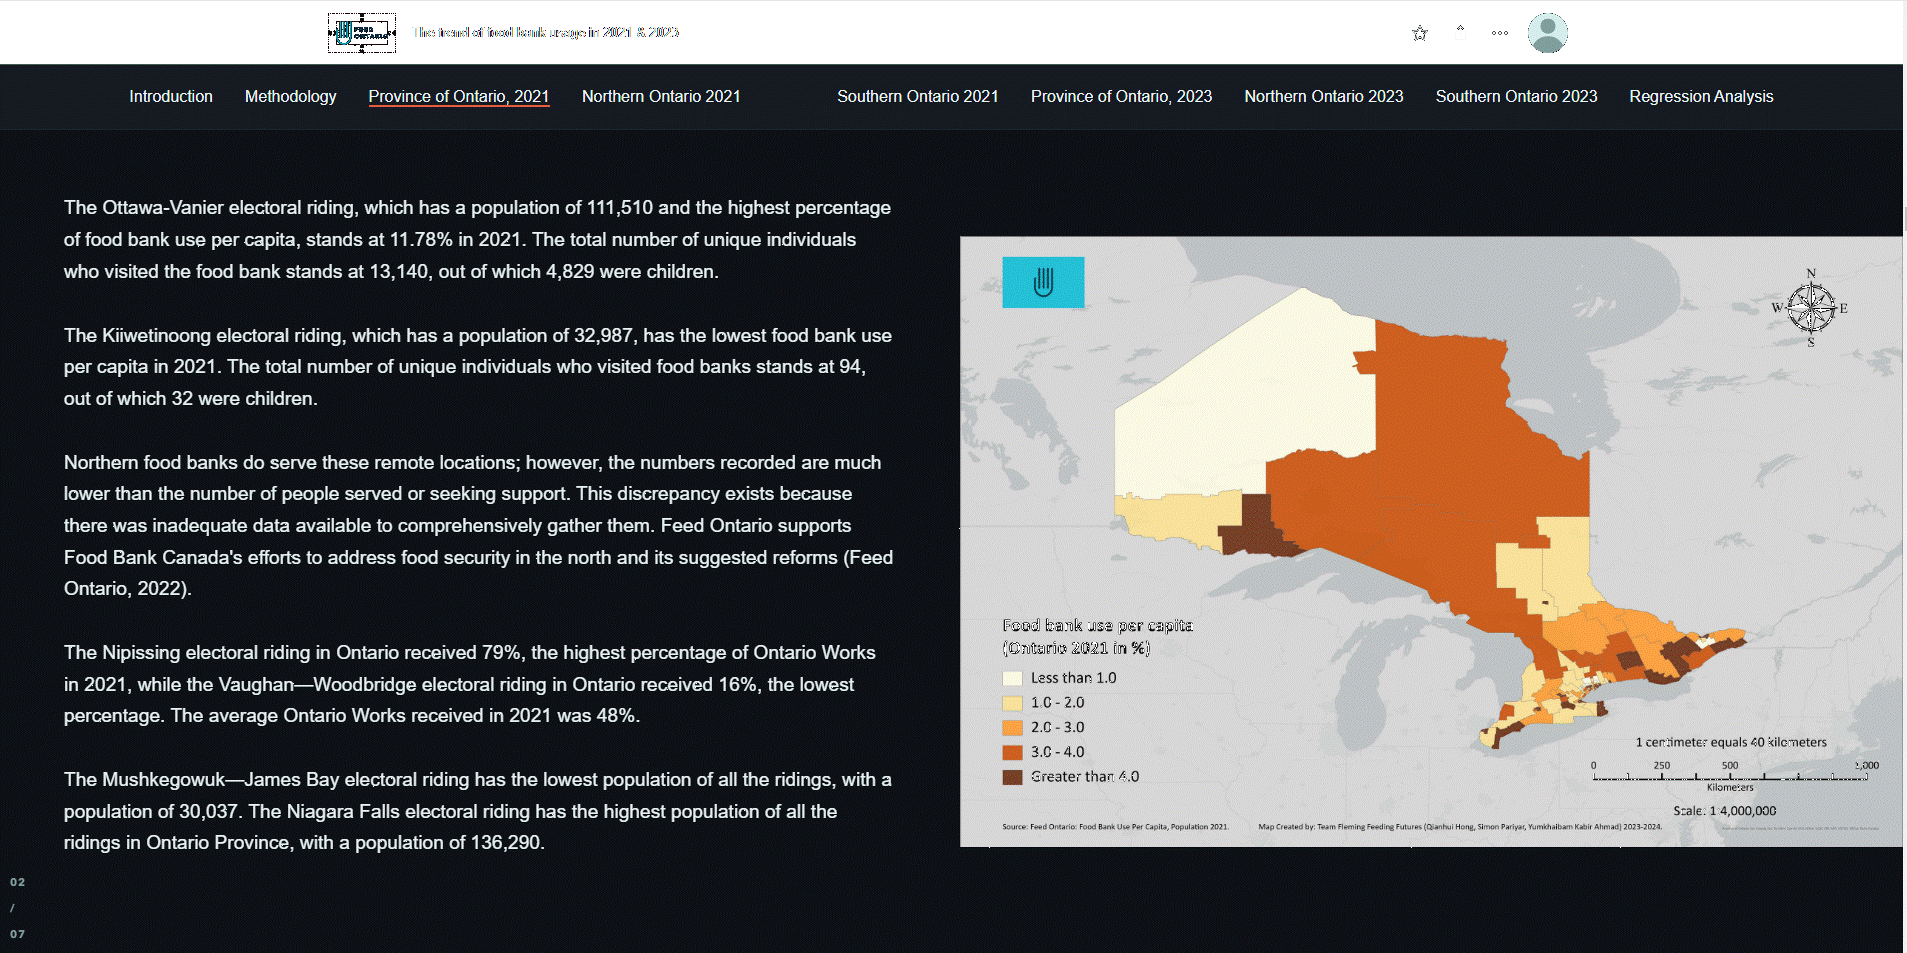 FEED
ONTARIO
The trend of food bank usage in 2021 & 2023
Introduction
Methodology
Province of Ontario, 2021
Northern Ontario 2021
Southern Ontario 2021
Province of Ontario, 2023
Northern Ontario 2023
Southern Ontario 2023
Regression Analysis
The Ottawa-Vanier electoral riding, which has a population of 111,510 and the highest percentage
of food bank use per capita, stands at 11.78% in 2021. The total number of unique individuals
who visited the food bank stands at 13,140, out of which 4,829 were children.
The Kiiwetinoong electoral riding, which has a population of 32,987, has the lowest food bank use
per capita in 2021. The total number of unique individuals who visited food banks stands at 94,
out of which 32 were children.
Northern food banks do serve these remote locations; however, the numbers recorded are much
lower than the number of people served or seeking support. This discrepancy exists because
there was inadequate data available to comprehensively gather them. Feed Ontario supports
Food Bank Canada's efforts to address food security in the north and its suggested reforms (Feed
Ontario, 2022).
The Nipissing electoral riding in Ontario received 79%, the highest percentage of Ontario Works
in 2021, while the Vaughan—Woodbridge electoral riding in Ontario received 16%, the lowest
percentage. The average Ontario Works received in 2021 was 48%.
The Mushkegowuk—James Bay electoral riding has the lowest population of all the ridings, with a
population of 30,037. The Niagara Falls electoral riding has the highest population of all the
ridings in Ontario Province, with a population of 136,290.
02
/
07
N
W
E
S
Food bank use per capita
(Ontario 2021 in %)
Less than 1.0
1.0 - 2.0
2.0 - 3.0
3.0 - 4.0
Greater than 4.0
1 centimeter equals 40 kilometers
0 250 500 1,000
Kilometers
Scale: 1:4,000,000
Source: Feed Ontario: Food Bank Use Per Capita, Population 2021.
Map Created by: Team Fleming Feeding Futures (Qianhui Hong, Simon Pariyar, Yumkhaibam Kabir Ahmad) 2023-2024.